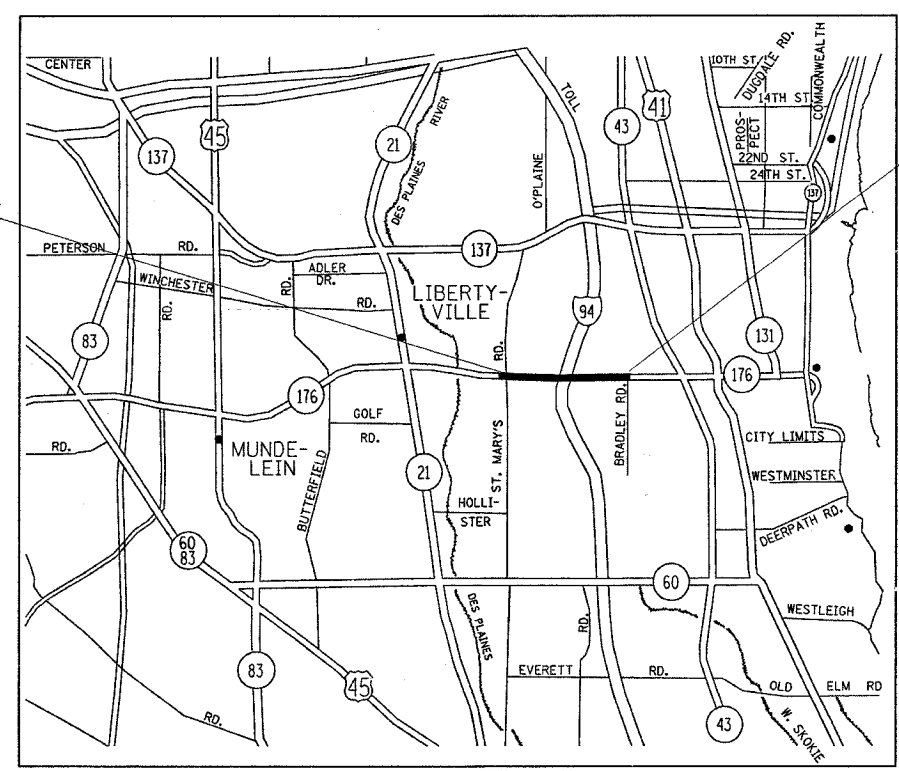 CENTER
10TH ST.
DUGDALE RD.
COMMONWEALTH
14TH ST.
PROS-
PECT
22ND ST.
24TH ST.
TOLL
45
41
43
21
137
137
RIVER
DES PLAINES
O'PLAINE
PETERSON RD.
137
ADLER
DR.
WINCHESTER RD.
RD.
RD.
LIBERTY-
VILLE
94
83
131
RD.
176
176
GOLF
RD.
BRADLEY RD.
CITY LIMITS
RD.
MUNDE-
LEIN
BUTTERFIELD
21
ST. MARY'S
WESTMINSTER
HOLLI-
STER
DEERPATH RD.
60
83
60
DES PLAINES
WESTLEIGH
RD.
83
45
EVERETT RD.
OLD ELM RD
RD.
43
W. SKOKIE